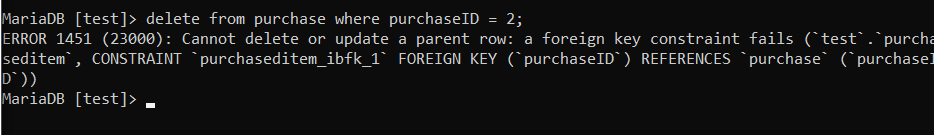 MariaDB [test]> delete from purchase where purchaseID = 2;
ERROR 1451 (23000): Cannot delete or update a parent row: a foreign key constraint fails (`test`.`purcha
seditem`, CONSTRAINT `purchaseditem_ibfk_1` FOREIGN KEY (`purchaseID`) REFERENCES `purchase` (`purchaseI
D`))
MariaDB [test]> _